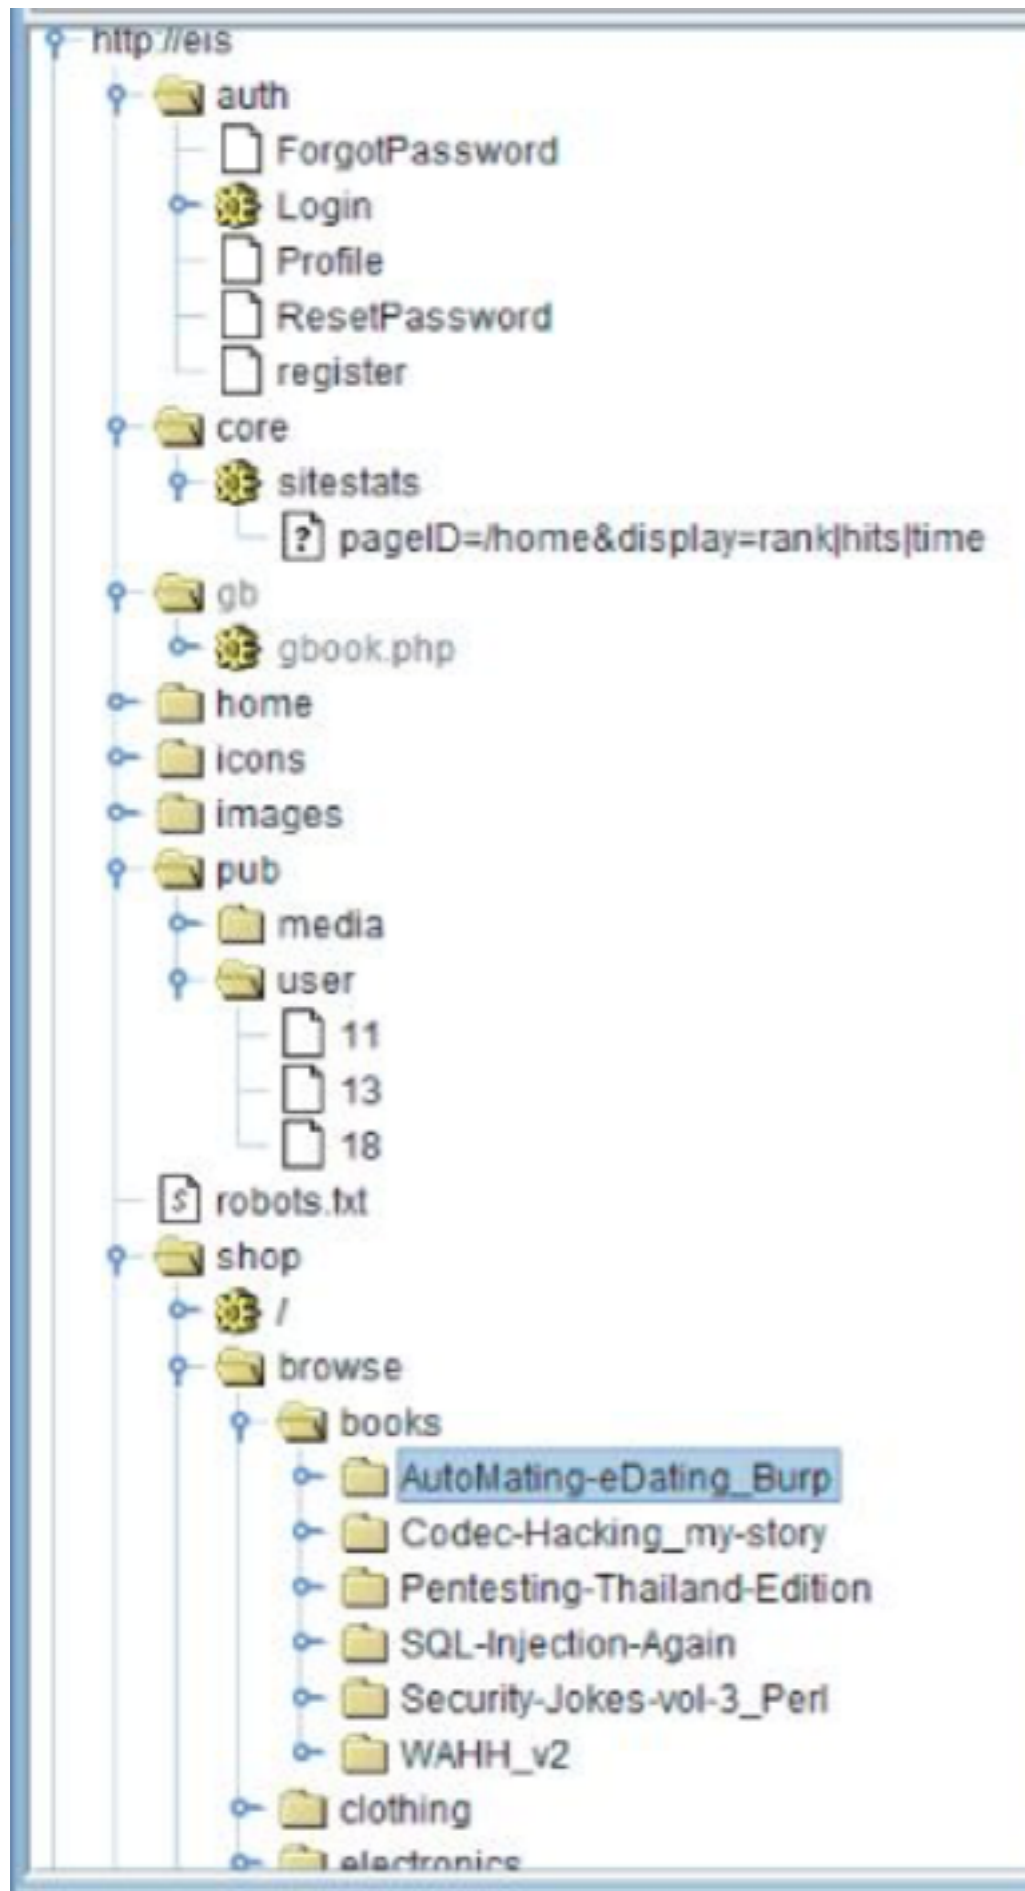 http://eis
auth
ForgotPassword
Login
Profile
ResetPassword
register
core
sitestats
? pageID=/home&display=rank|hits|time
gb
gbook.php
home
icons
images
pub
media
user
11
13
18
$ robots.txt
shop
/
browse
books
AutoMating-eDating_Burp
Codec-Hacking_my-story
Pentesting-Thailand-Edition
SQL-Injection-Again
Security-Jokes-vol-3_Perl
WAHH_v2
clothing
electronics